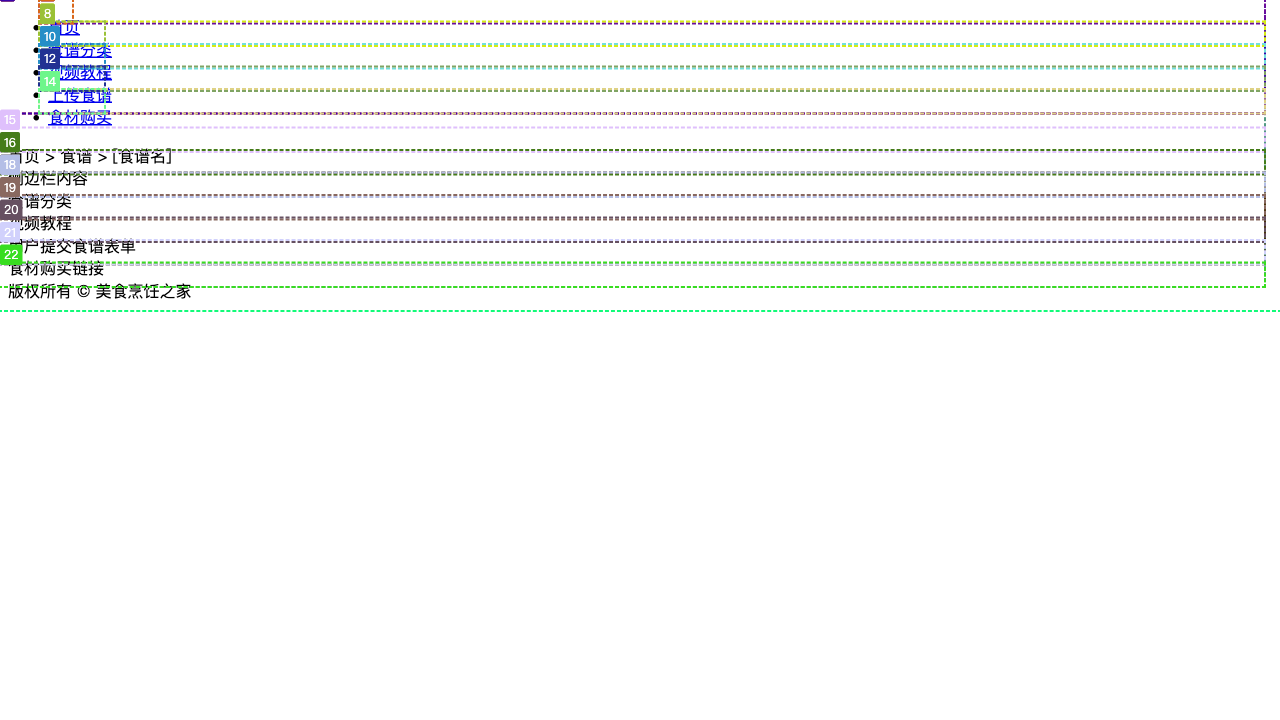 8
首页
10
食谱分类
12
视频教程
14
上传食谱
15
食材购买
16
首页 > 食谱 > [食谱名]
18
侧边栏内容
19
食谱分类
20
视频教程
21
用户提交食谱表单
22
食材购买链接
版权所有 © 美食烹饪之家